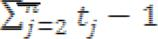 ∑_{j=2}^{n} t_j − 1